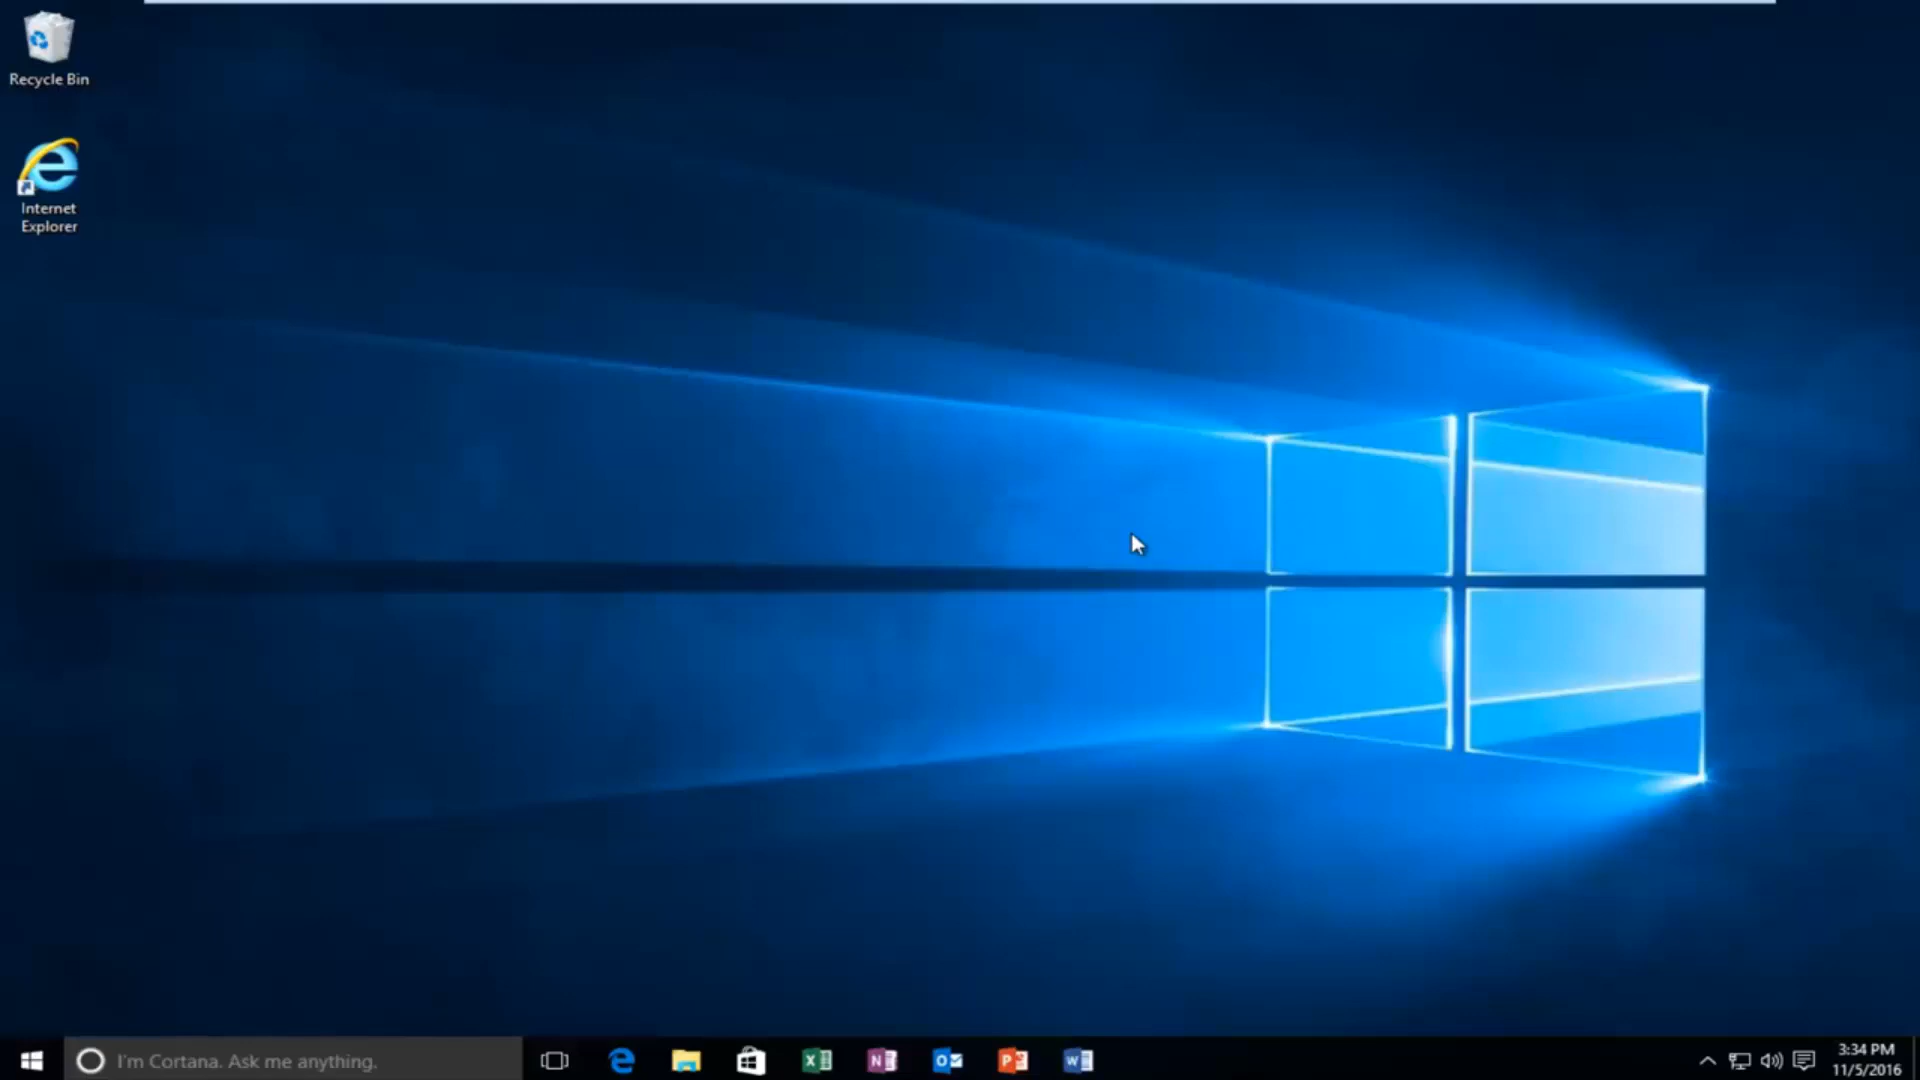 Recycle Bin
Internet
Explorer
I'm Cortana. Ask me anything.
3:34 PM
11/5/2016